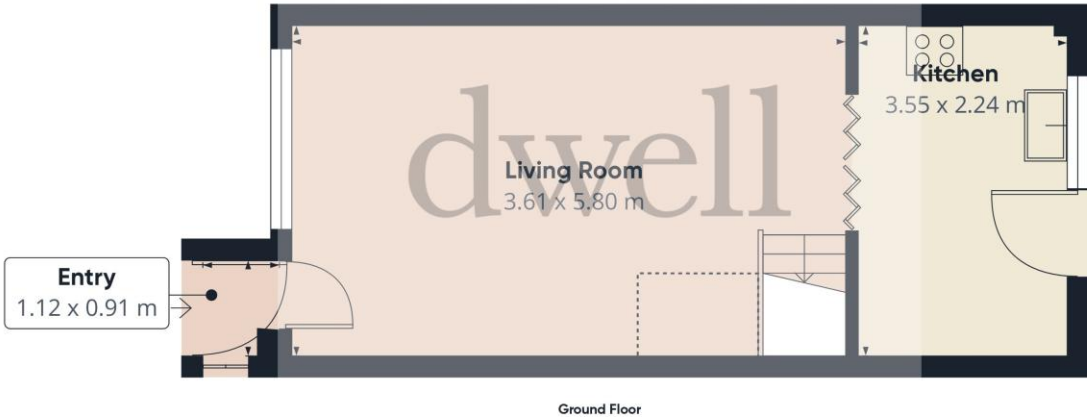 Kitchen
3.55 x 2.24 m
dwell
Living Room
3.61 x 5.80 m
Entry
1.12 x 0.91 m
Ground Floor